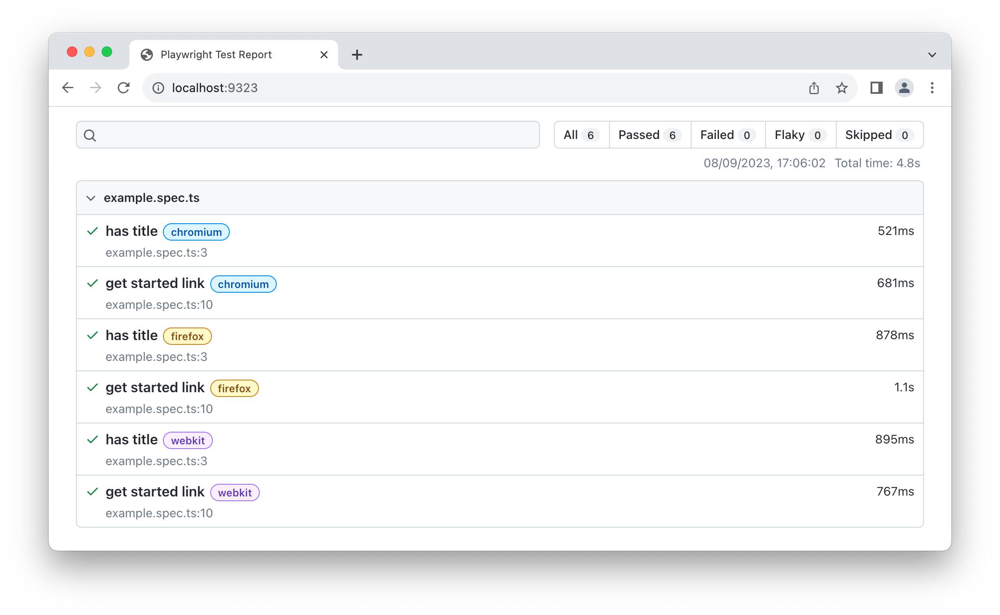 Playwright Test Report
localhost:9323
All 6 Passed 6 Failed 0 Flaky 0 Skipped 0
08/09/2023, 17:06:02 Total time: 4.8s
example.spec.ts
has title chromium 521ms
example.spec.ts:3
get started link chromium 681ms
example.spec.ts:10
has title firefox 878ms
example.spec.ts:3
get started link firefox 1.1s
example.spec.ts:10
has title webkit 895ms
example.spec.ts:3
get started link webkit 767ms
example.spec.ts:10